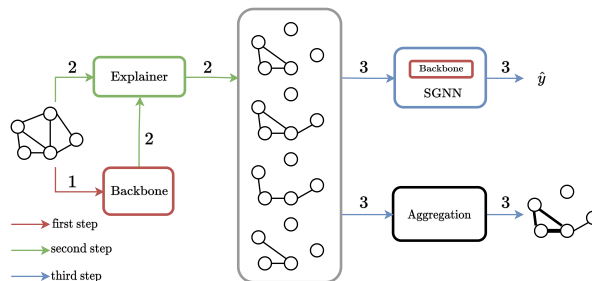 2
Explainer
2
3
Backbone
SGNN
3
ŷ
2
1
Backbone
3
Aggregation
3
first step
second step
third step